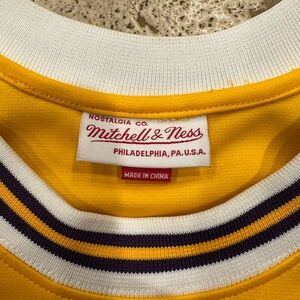 NOSTALGIA CO.
Mitchell & Ness
PHILADELPHIA, PA. U.S.A.
MADE IN CHINA